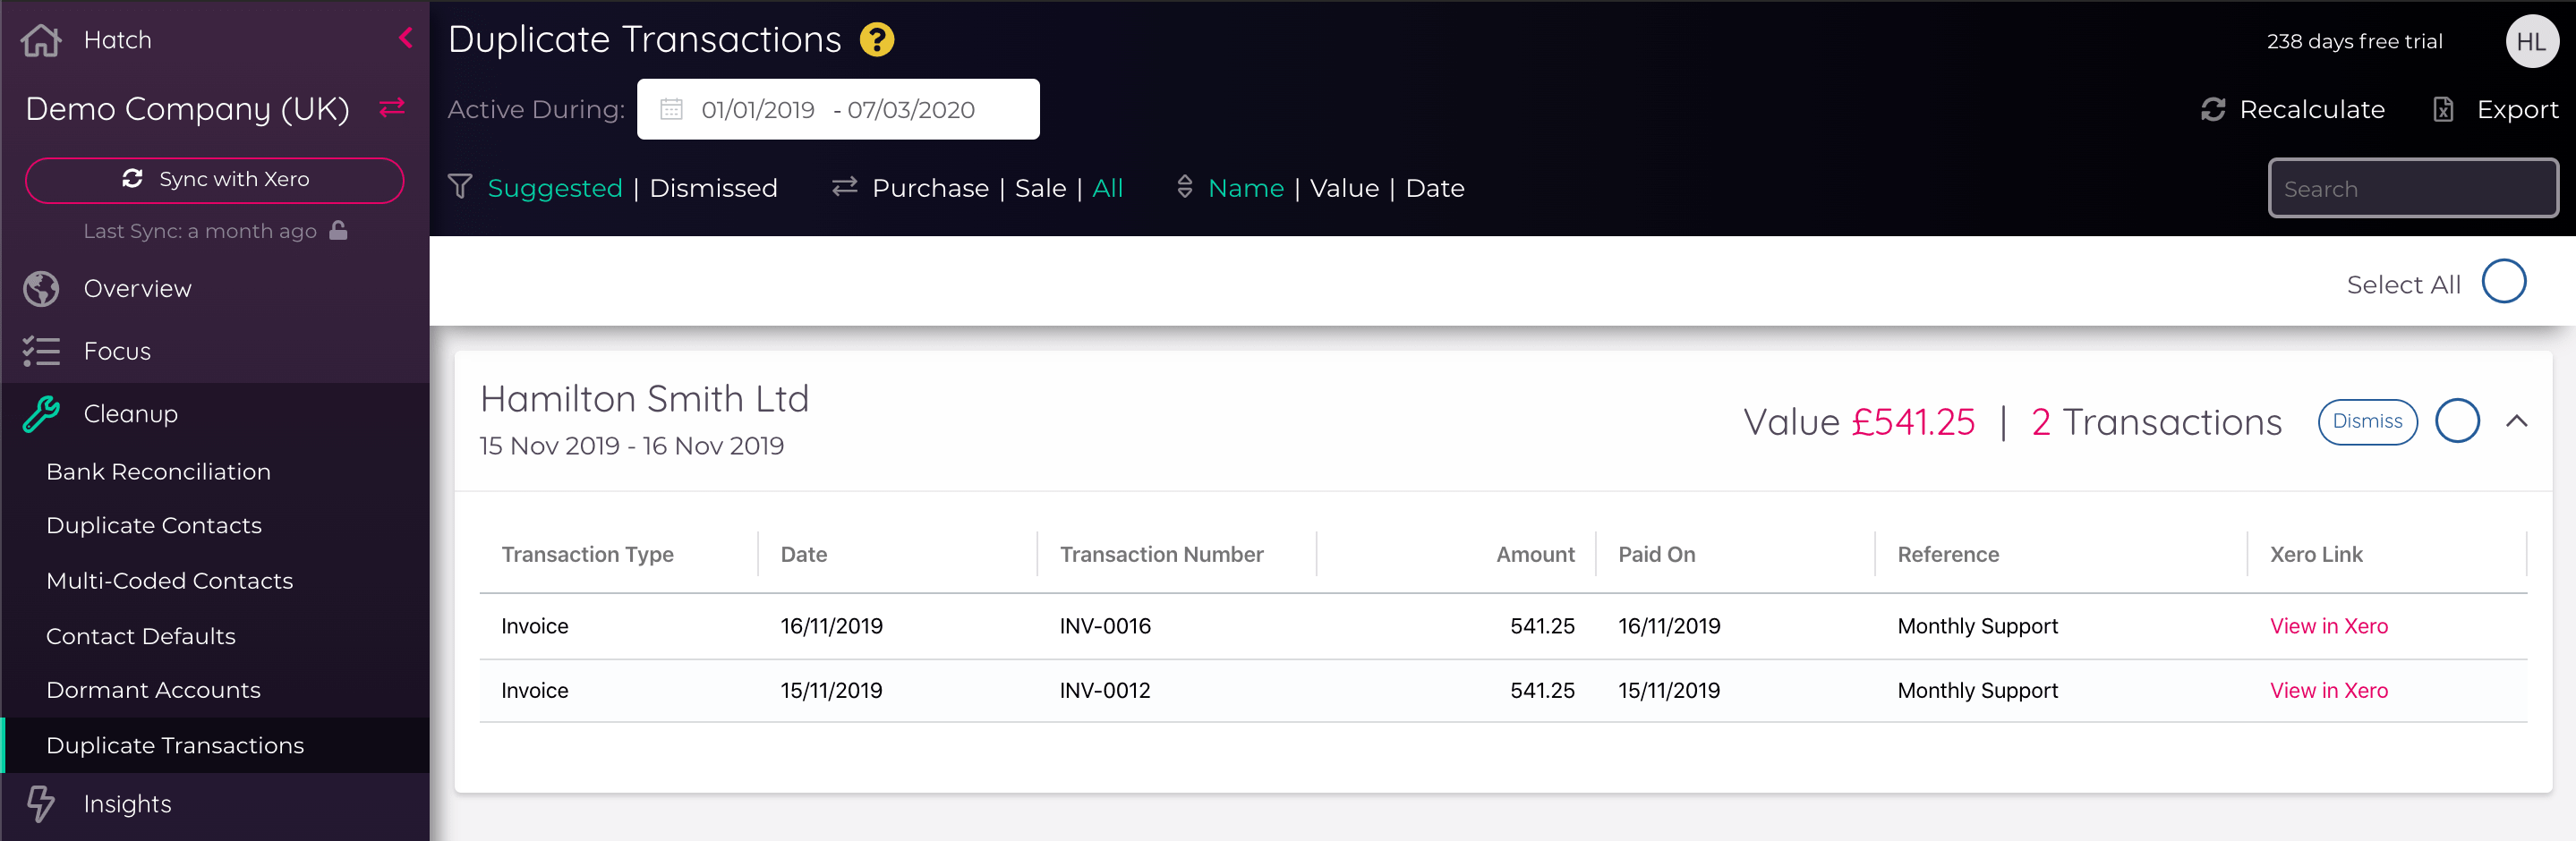 Hatch
Demo Company (UK)
Sync with Xero
Last Sync: a month ago
Overview
Focus
Cleanup
Bank Reconciliation
Duplicate Contacts
Multi-Coded Contacts
Contact Defaults
Dormant Accounts
Duplicate Transactions
Insights
Duplicate Transactions ?
238 days free trial HL
Active During: 01/01/2019 - 07/03/2020
Recalculate Export
Suggested | Dismissed Purchase | Sale | All Name | Value | Date
Search
Select All
Hamilton Smith Ltd
15 Nov 2019 - 16 Nov 2019
Value £541.25 | 2 Transactions Dismiss
Transaction Type Date Transaction Number Amount Paid On Reference Xero Link
Invoice 16/11/2019 INV-0016 541.25 16/11/2019 Monthly Support View in Xero
Invoice 15/11/2019 INV-0012 541.25 15/11/2019 Monthly Support View in Xero